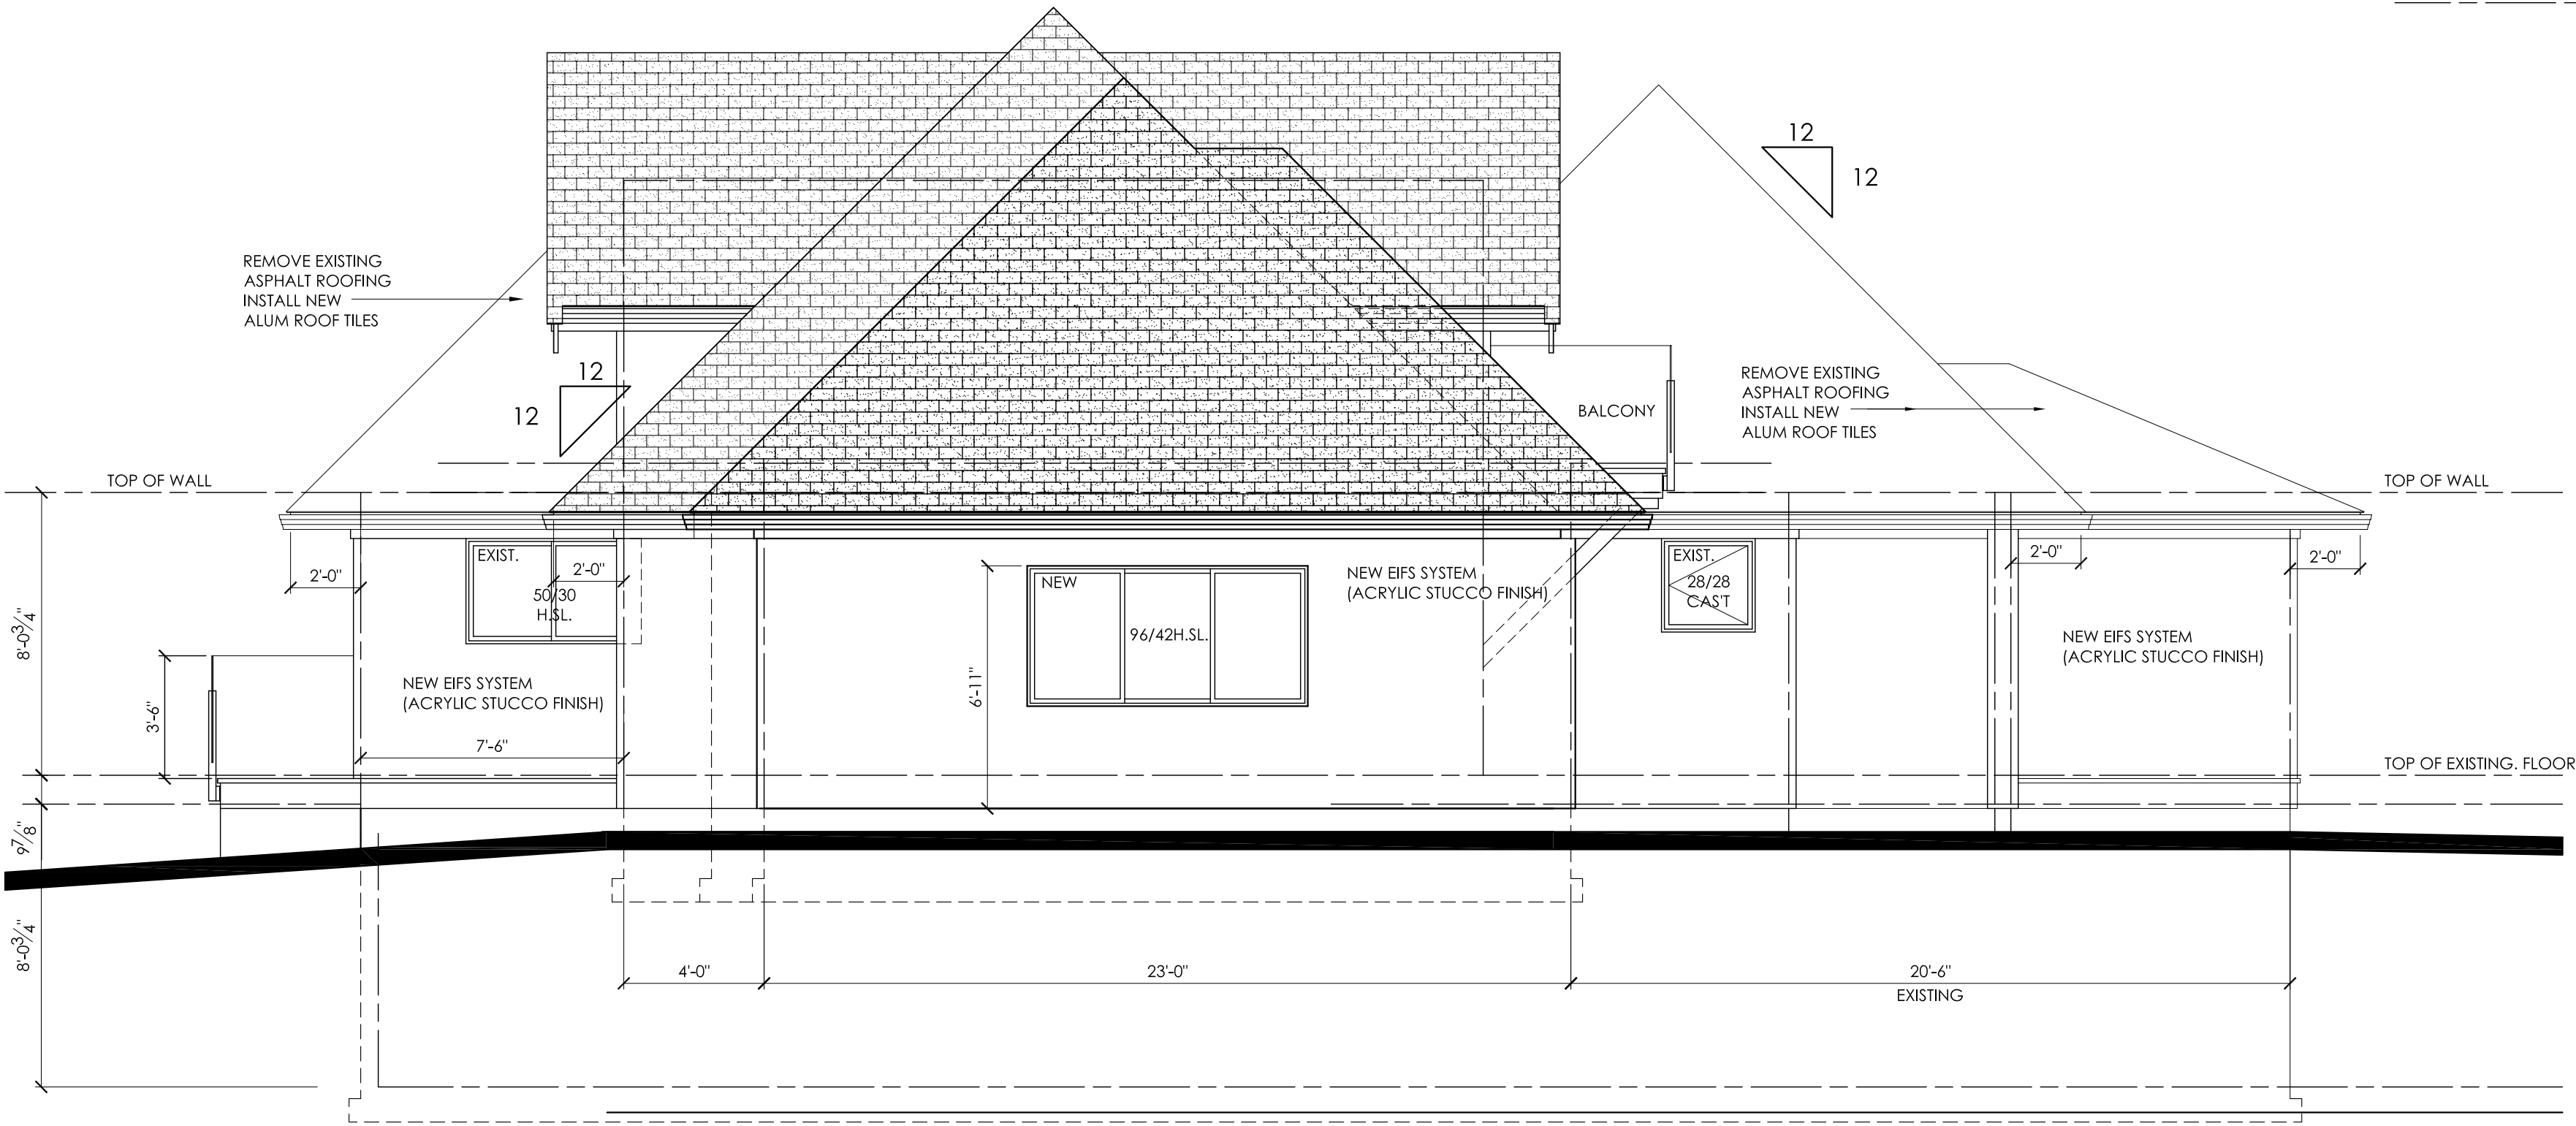 12
12
REMOVE EXISTING
ASPHALT ROOFING
INSTALL NEW
ALUM ROOF TILES
12
12
REMOVE EXISTING
ASPHALT ROOFING
INSTALL NEW
ALUM ROOF TILES
BALCONY
TOP OF WALL
TOP OF WALL
EXIST.
2'-0"
2'-0"
50/30
H.SL.
NEW
96/42H.SL.
6'-11"
NEW EIFS SYSTEM
(ACRYLIC STUCCO FINISH)
EXIST.
28/28
CAS'T
2'-0"
2'-0"
8'-0 3/4"
3'-6"
NEW EIFS SYSTEM
(ACRYLIC STUCCO FINISH)
NEW EIFS SYSTEM
(ACRYLIC STUCCO FINISH)
7'-6"
TOP OF EXISTING. FLOOR
9 7/8"
8'-0 3/4"
4'-0"
23'-0"
20'-6"
EXISTING